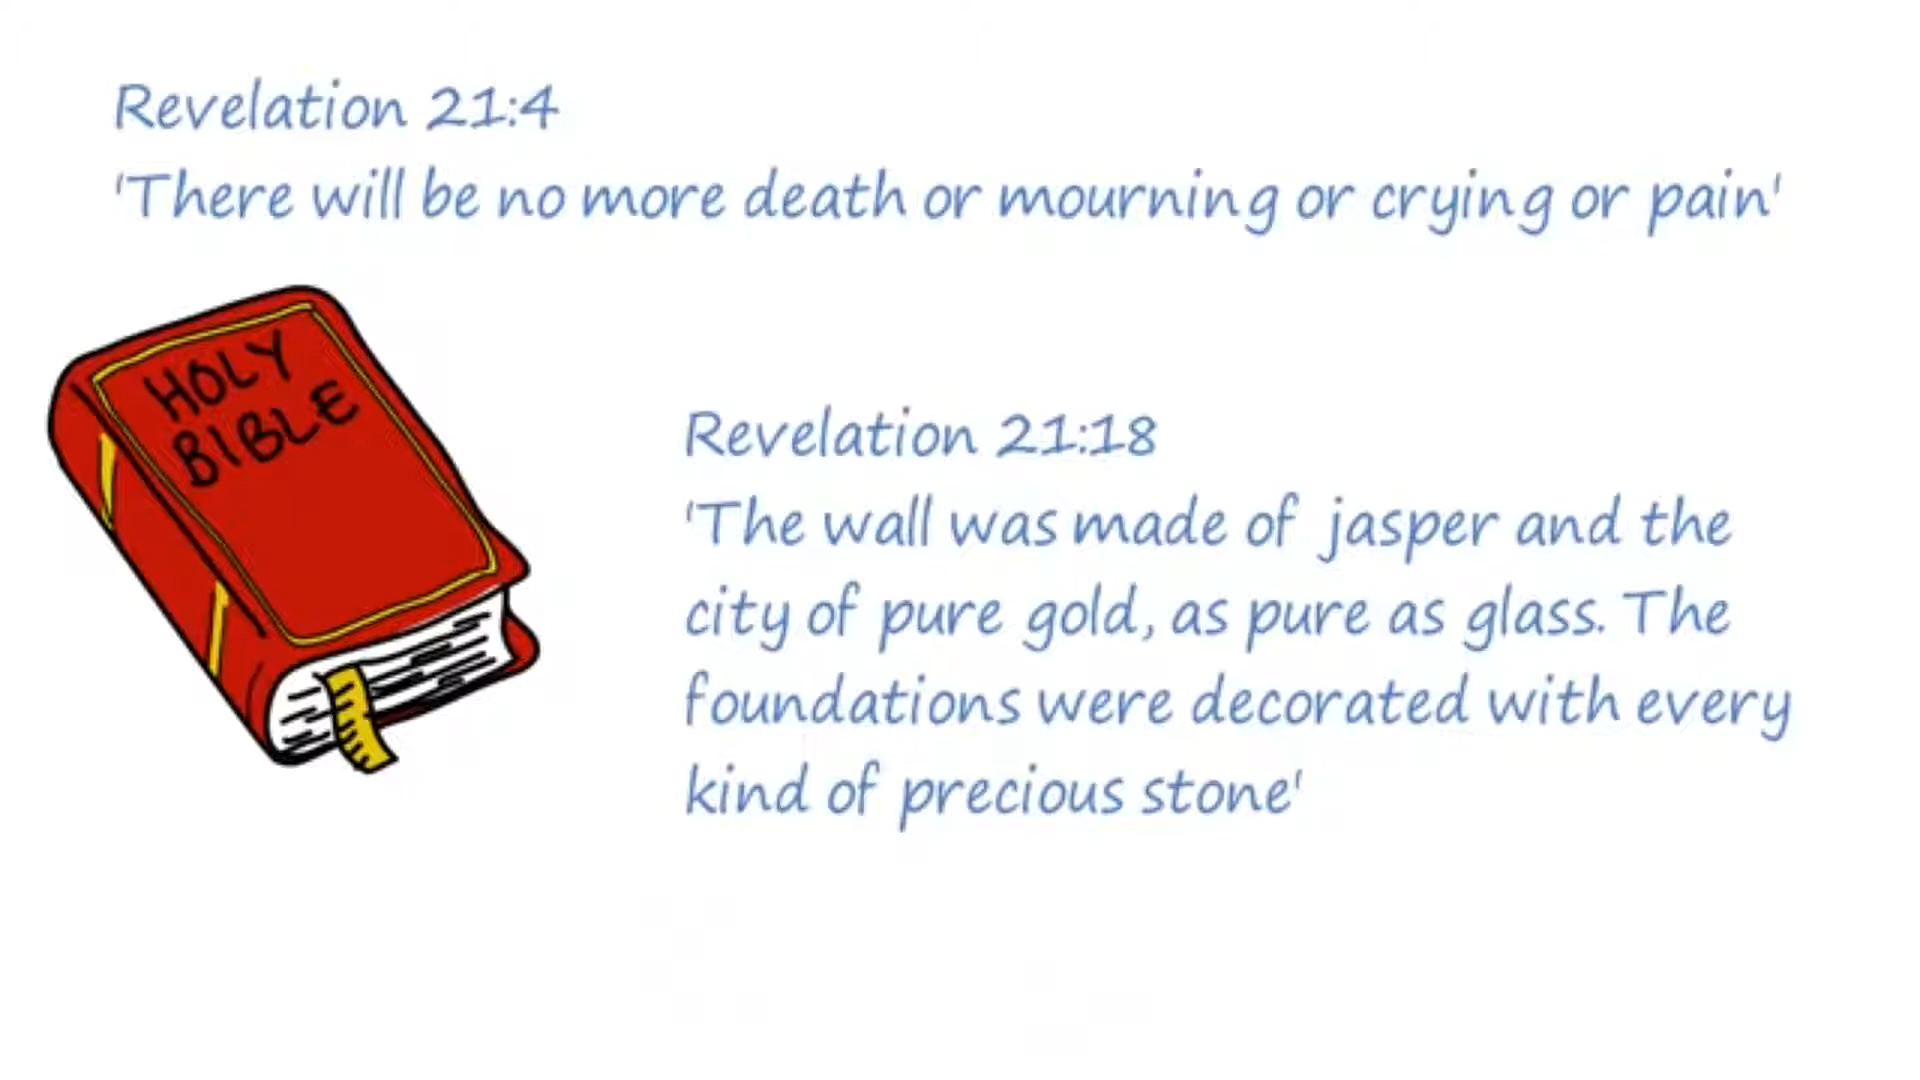 Revelation 21:4
'There will be no more death or mourning or crying or pain'
HOLY
BIBLE
Revelation 21:18
'The wall was made of jasper and the
city of pure gold, as pure as glass. The
foundations were decorated with every
kind of precious stone'